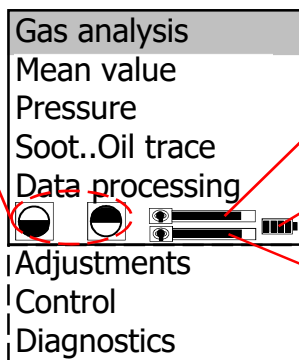 Gas analysis
Mean value
Pressure
Soot..Oil trace
Data processing
Adjustments
Control
Diagnostics